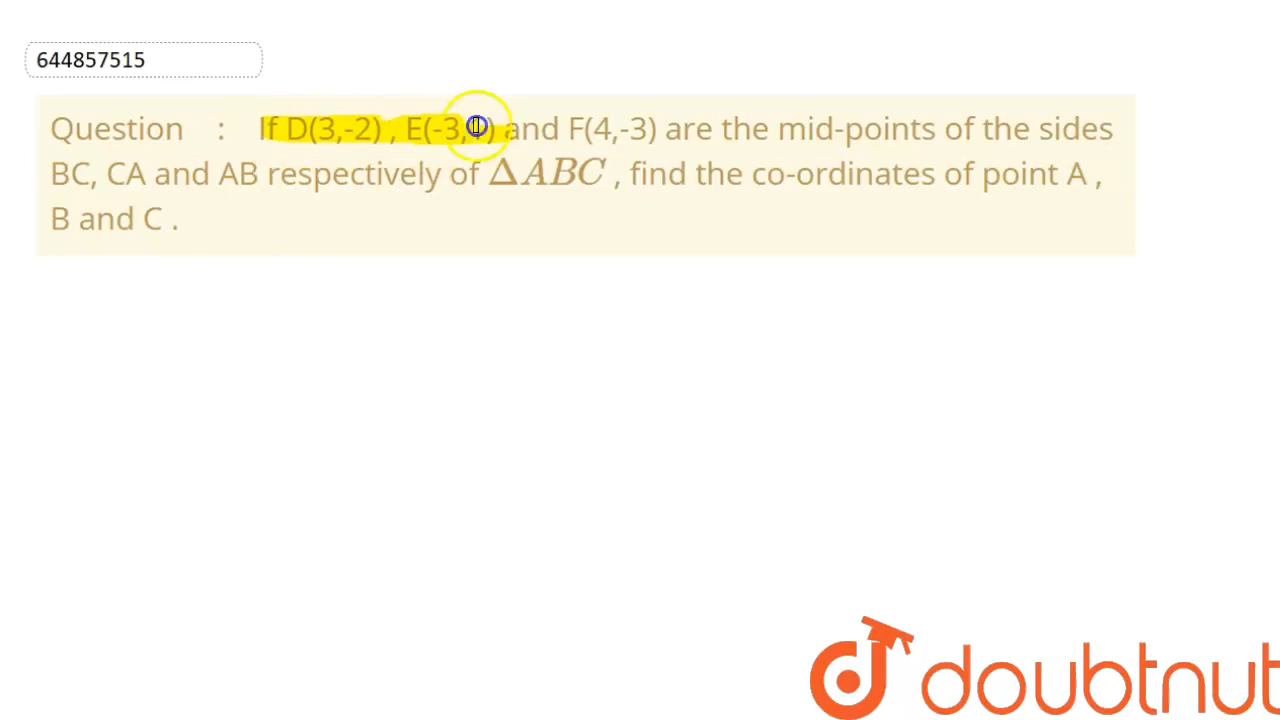 644857515
Question : If D(3,-2) , E(-3, and F(4,-3) are the mid-points of the sides
BC, CA and AB respectively of ΔABC , find the co-ordinates of point A ,
B and C .
doubtnut